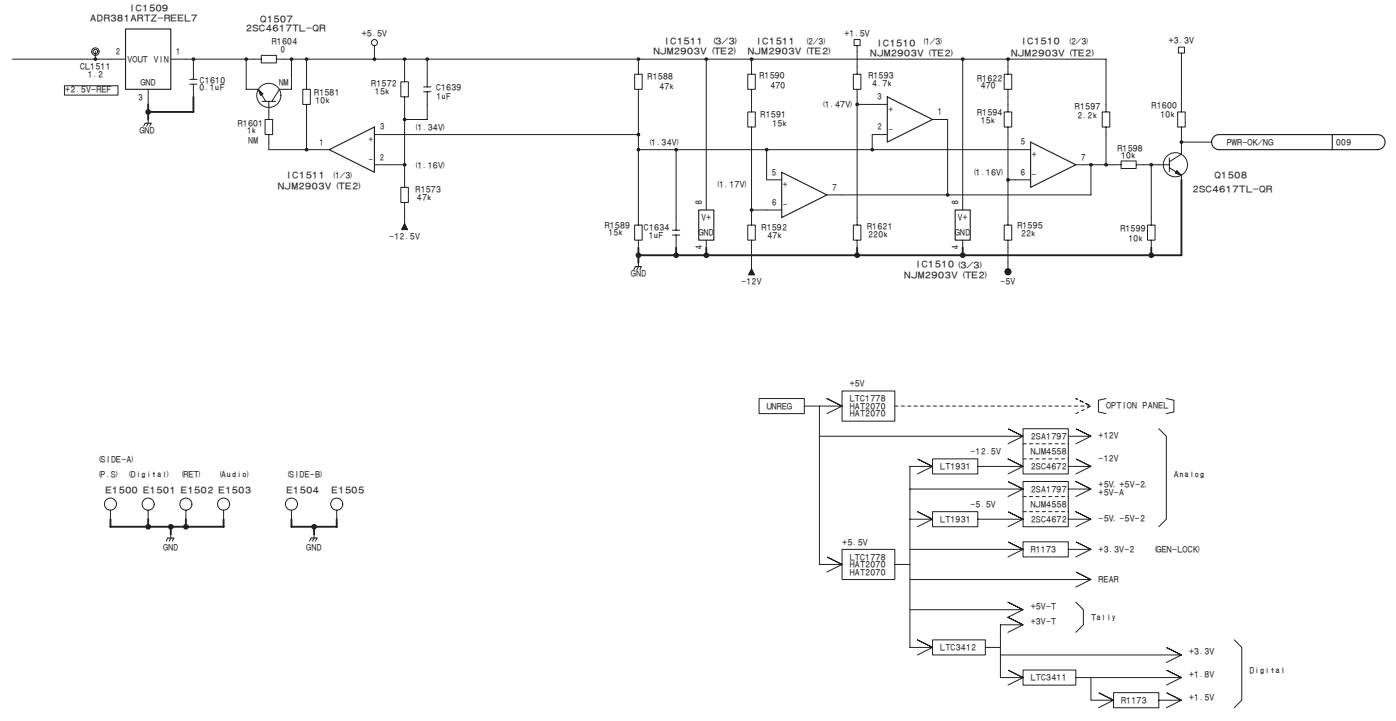 IC1509
ADR381ARTZ-REEL7
Q1507
2SC4617TL-QR
R1604
0
+5.5V
2
1
VOUT VIN
GND
3
GND
CL1511
1.2
+2.5V-REF
C1610
0.1uF
NM
R1581
10k
R1601
1k
NM
R1572
15k
C1639
1uF
1
3
(1.34V)
+
-
2
(1.16V)
IC1511 (1/3)
NJM2903V (TE2)
R1573
47k
-12.5V
IC1511 (3/3)
NJM2903V (TE2)
IC1511 (2/3)
NJM2903V (TE2)
+1.5V
IC1510 (1/3)
NJM2903V (TE2)
IC1510 (2/3)
NJM2903V (TE2)
+3.3V
R1588
47k
R1590
470
R1593
4.7k
R1622
470
R1591
15k
(1.47V)
3
+
2
-
1
R1594
15k
R1597
2.2k
R1600
10k
(1.34V)
5
+
6
-
7
R1598
10k
PWR-OK/NG
009
Q1508
2SC4617TL-QR
(1.17V)
5
+
6
-
7
(1.16V)
R1589
15k
C1634
1uF
8
V+
GND
4
R1592
47k
R1621
220k
8
V+
GND
4
R1595
22k
R1599
10k
GND
-12V
IC1510 (3/3)
NJM2903V (TE2)
-5V
+5V
UNREG
LTC1778
HAT2070
HAT2070
OPTION PANEL
2SA1797
+12V
-12.5V
NJM4558
LT1931
2SC4672
-12V
Analog
2SA1797
+5V, +5V-2,
+5V-A
-5.5V
NJM4558
LT1931
2SC4672
-5V, -5V-2
+5.5V
LTC1778
HAT2070
HAT2070
R1173
+3.3V-2
(GEN-LOCK)
REAR
+5V-T
+3V-T
Tally
LTC3412
+3.3V
LTC3411
+1.8V
Digital
R1173
+1.5V
(SIDE-A)
(P.S) (Digital) (RET) (Audio)
E1500 E1501 E1502 E1503
GND
(SIDE-B)
E1504 E1505
GND